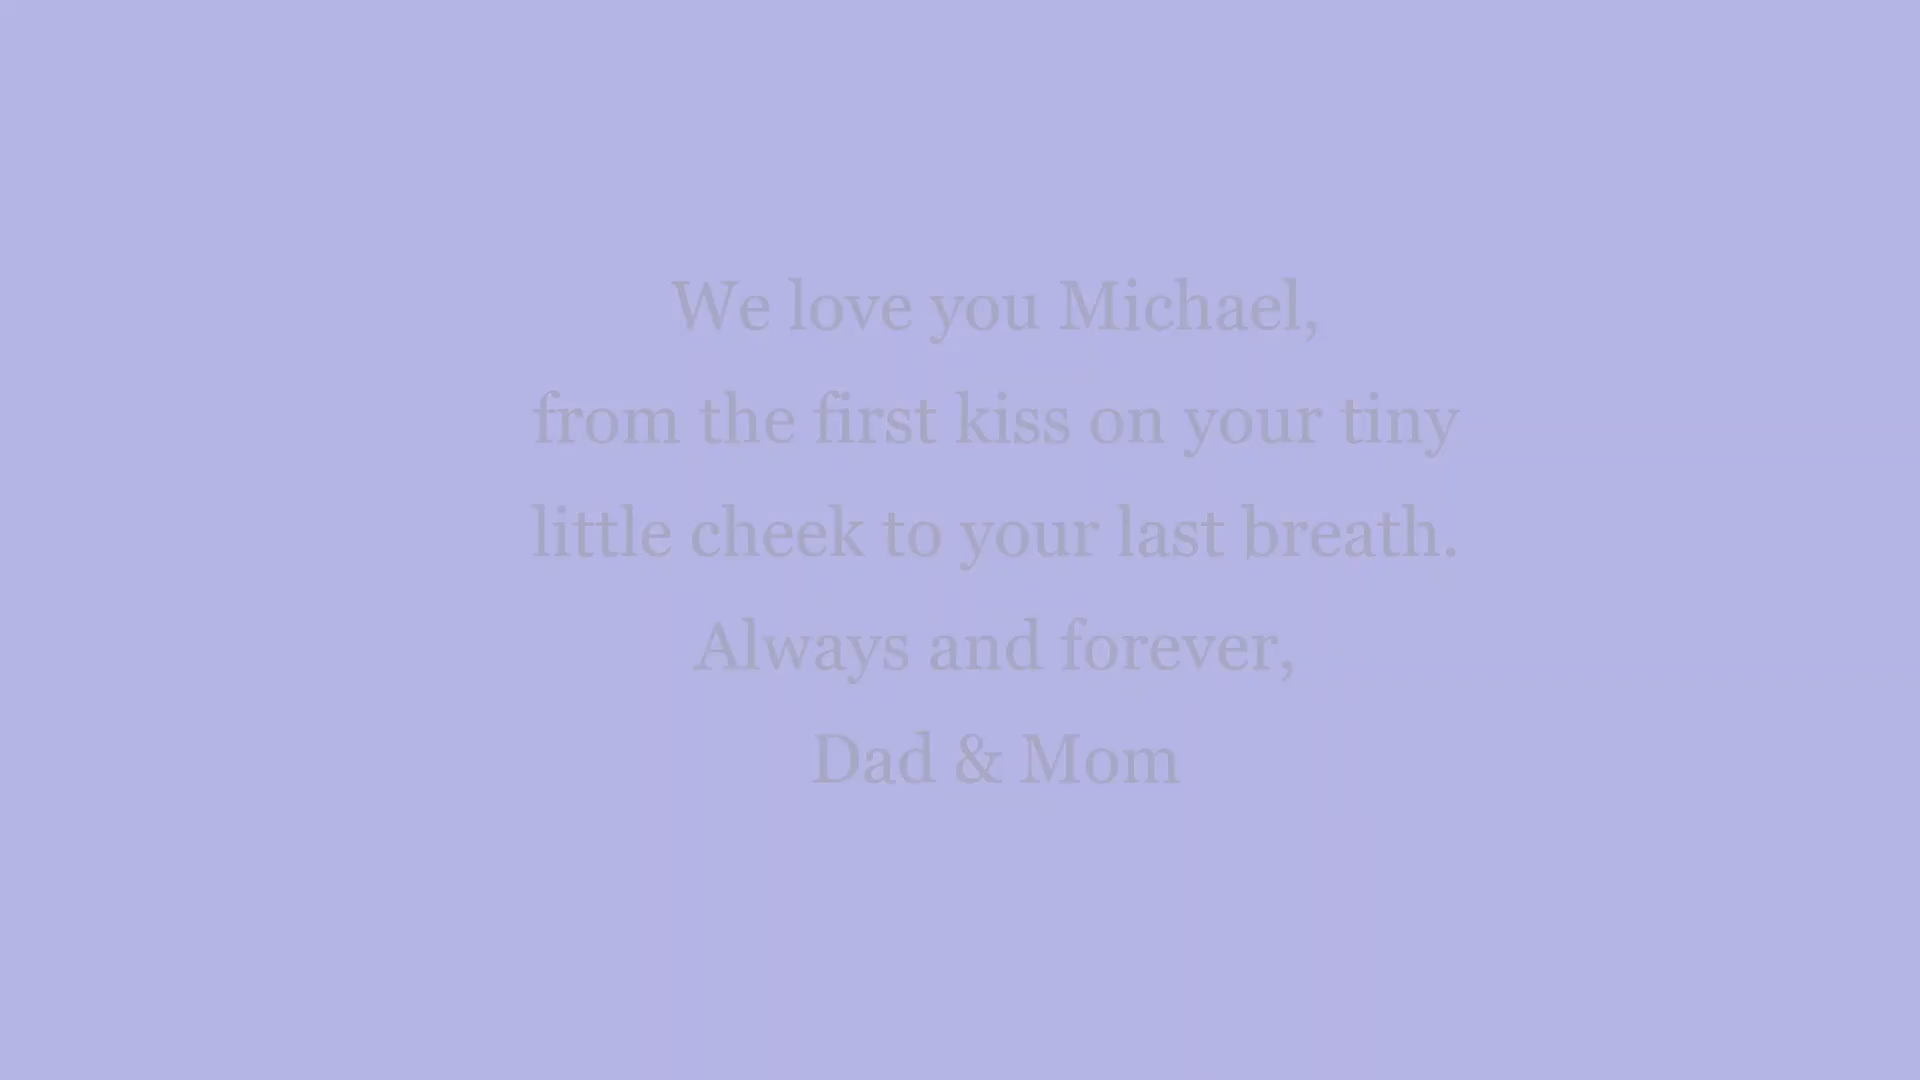 We love you Michael,
from the first kiss on your tiny
little cheek to your last breath.
Always and forever,
Dad & Mom